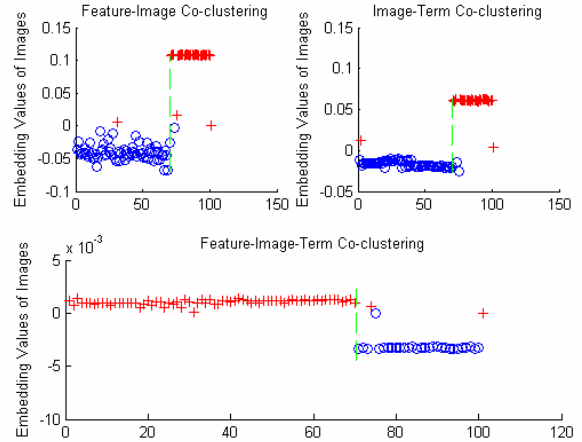 Feature-Image Co-clustering
Image-Term Co-clustering
Embedding Values of Images
0.15
0.1
0.05
0
-0.05
0.1
0 50 100 150
Embedding Values of Images
0.15
0.1
0.05
0
-0.05
0 50 100 150
x 10-3
Feature-Image-Term Co-clustering
Embedding Values of Images
5
0
-5
-10
0 20 40 60 80 100 120